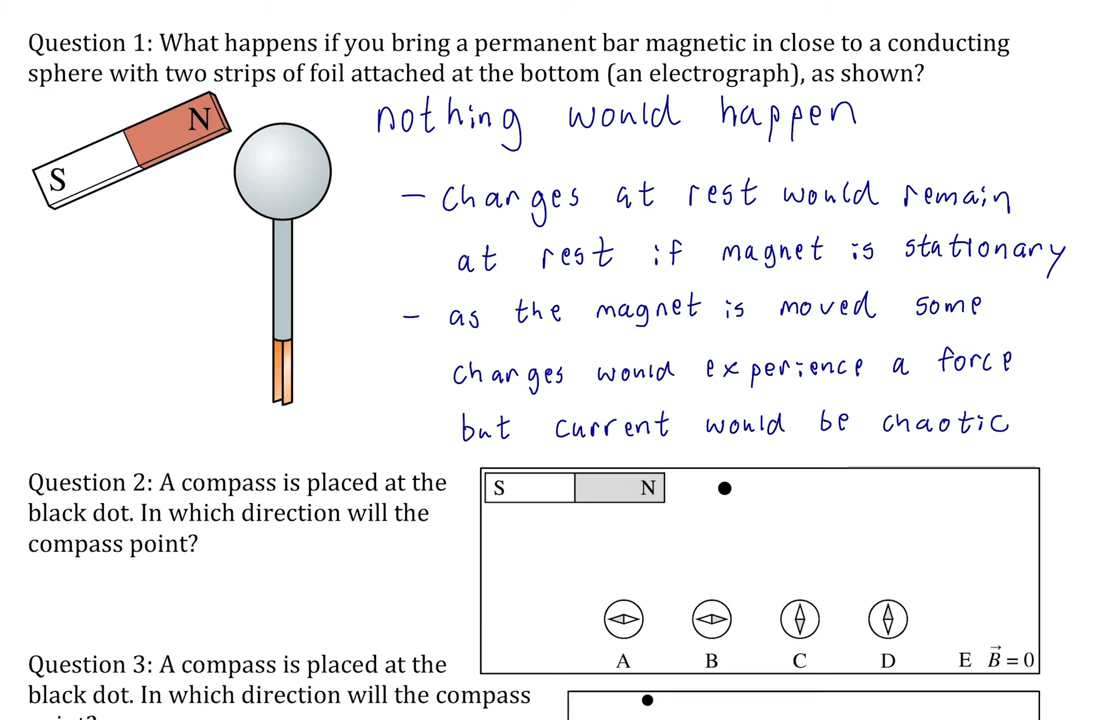 Question 1: What happens if you bring a permanent bar magnetic in close to a conducting
sphere with two strips of foil attached at the bottom (an electrograph), as shown?
N
S
nothing would happen
- Changes at rest would remain
at rest if magnet is stationary
- as the magnet is moved some
changes would experience a force
but current would be chaotic
Question 2: A compass is placed at the
black dot. In which direction will the
compass point?
S N
A B C D E B⃗ = 0
Question 3: A compass is placed at the
black dot. In which direction will the compass